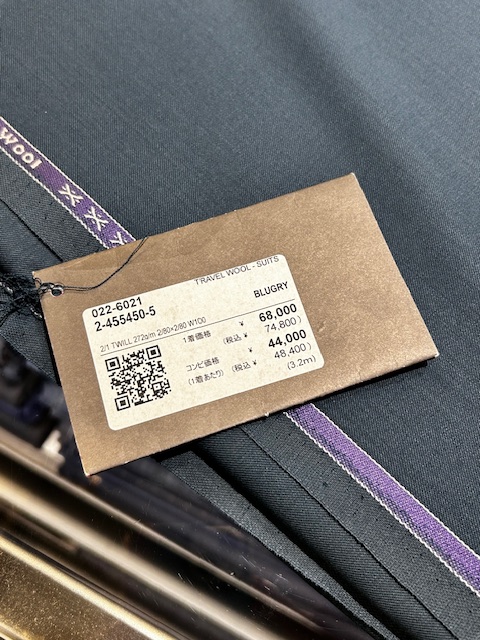 wool
TRAVEL WOOL - SUITS
022-6021
2-455450-5
BLUGRY
2/1 TWILL 272g/m 2/80×2/80 W100
1着価格 ¥ 68,000
(税込 ¥ 74,800)
コンビ価格 ¥ 44,000
(1着あたり) (税込 ¥ 48,400)
(3.2m)